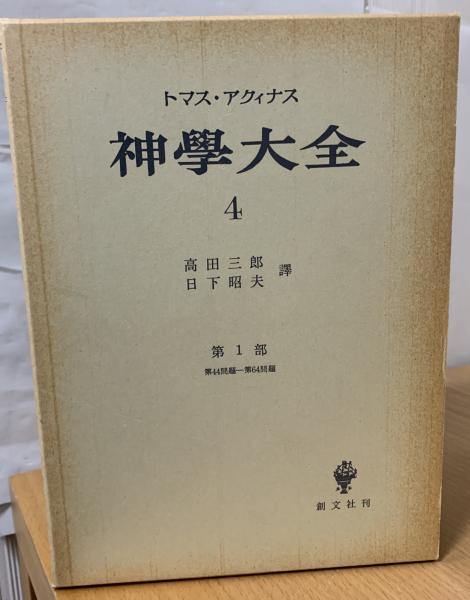 トマス・アクィナス
神學大全
4
高田三郎
日下昭夫
譯
第1部
第44問題—第64問題
創文社刊